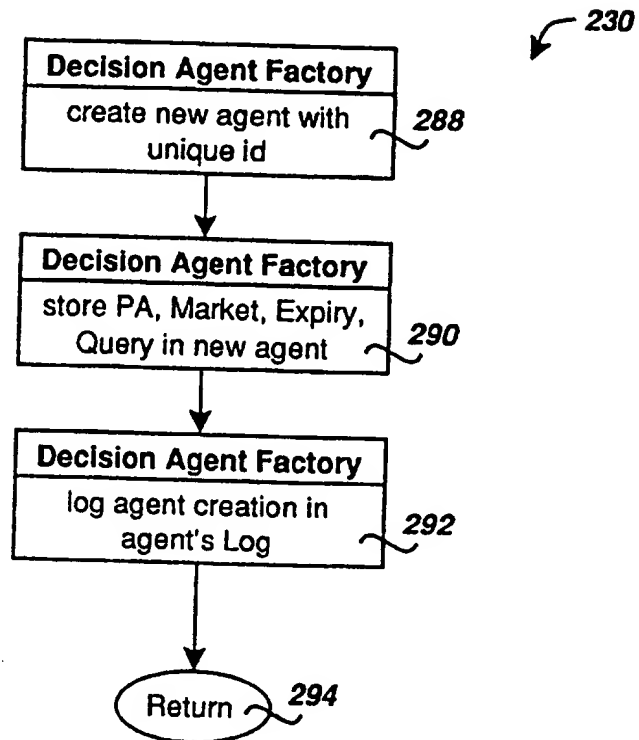 230
Decision Agent Factory
create new agent with
unique id
288
Decision Agent Factory
store PA, Market, Expiry,
Query in new agent
290
Decision Agent Factory
log agent creation in
agent's Log
292
Return
294